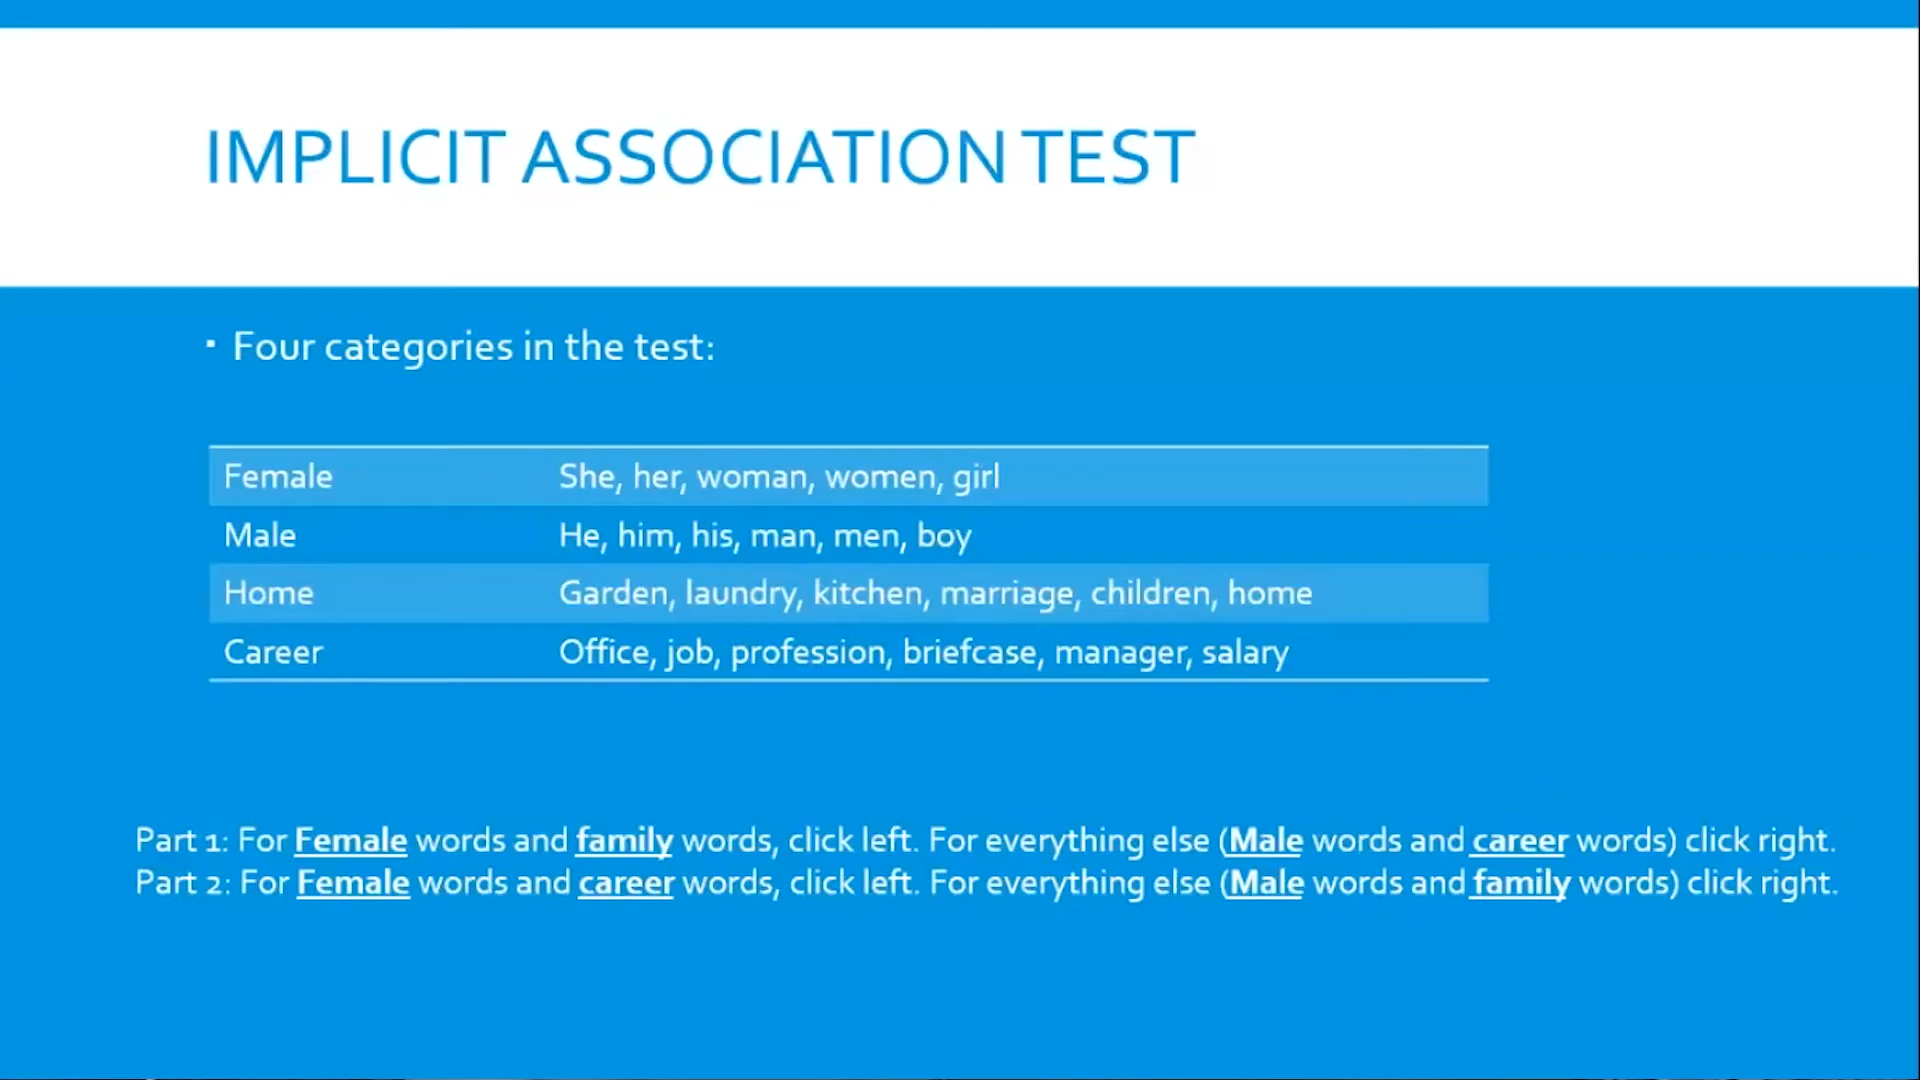 IMPLICIT ASSOCIATION TEST
▪ Four categories in the test:
Female She, her, woman, women, girl
Male He, him, his, man, men, boy
Home Garden, laundry, kitchen, marriage, children, home
Career Office, job, profession, briefcase, manager, salary
Part 1: For Female words and family words, click left. For everything else (Male words and career words) click right.
Part 2: For Female words and career words, click left. For everything else (Male words and family words) click right.